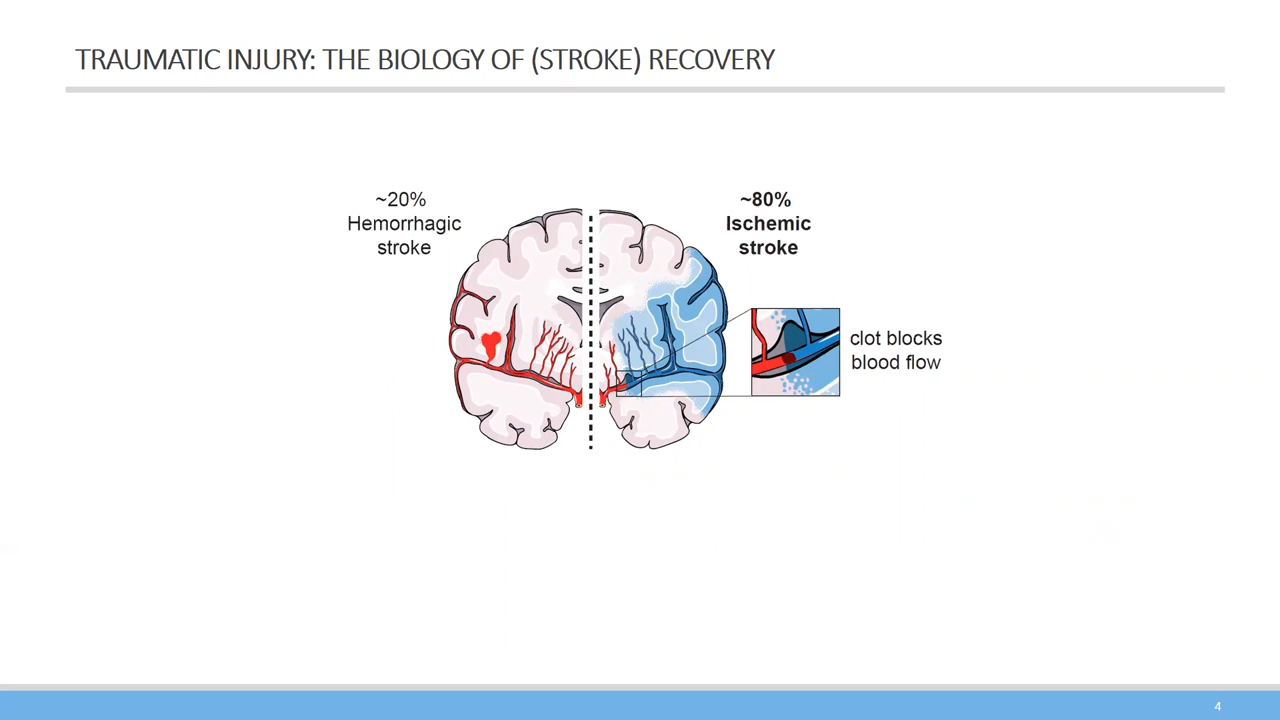 TRAUMATIC INJURY: THE BIOLOGY OF (STROKE) RECOVERY
~20%
Hemorrhagic
stroke
~80%
Ischemic
stroke
clot blocks
blood flow
4